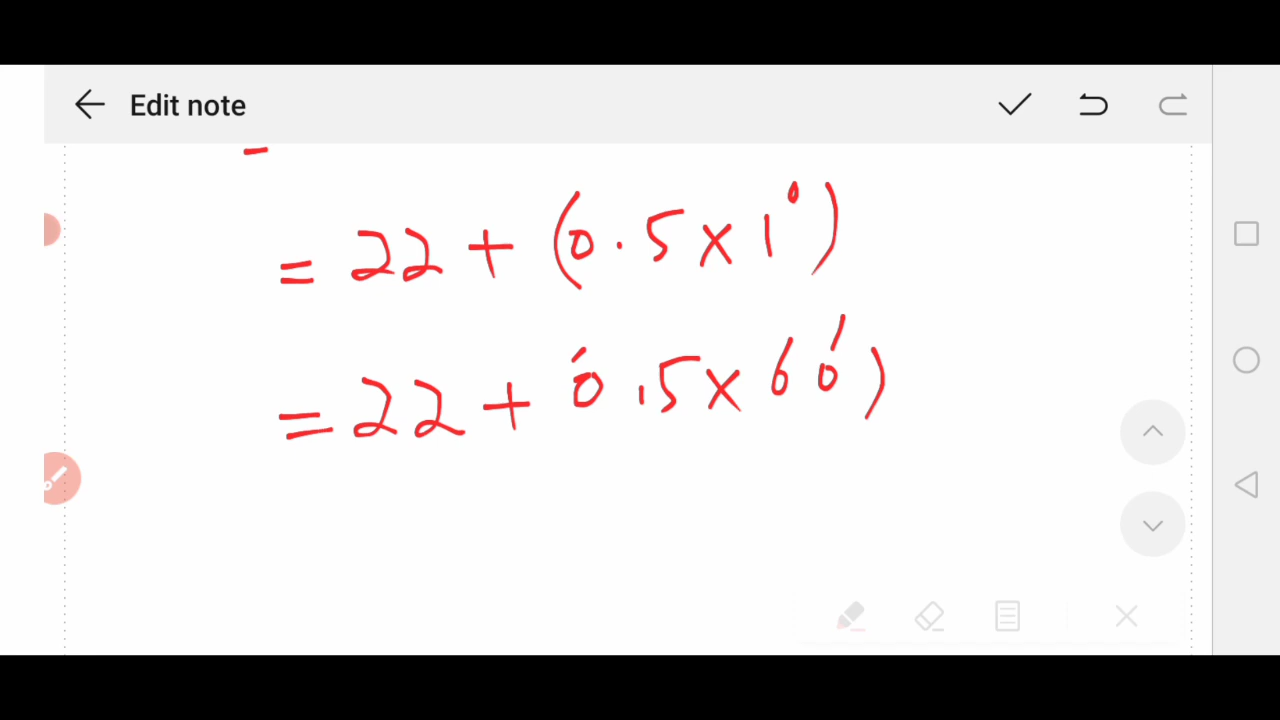 Edit note
= 22 + (0.5 x 1°)
= 22 + 0.5 x 60')